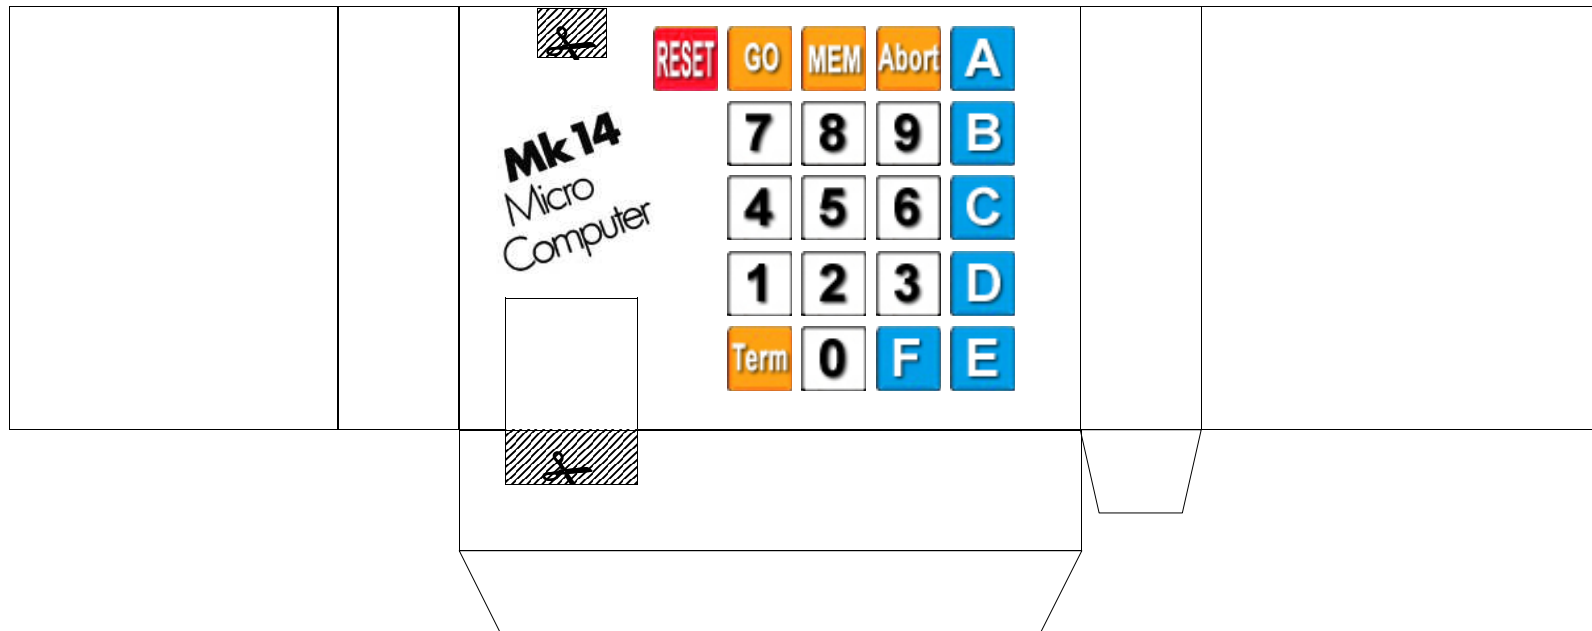 RESET GO MEM Abort A
7 8 9 B
Mk14
Micro
Computer
4 5 6 C
1 2 3 D
Term 0 F E